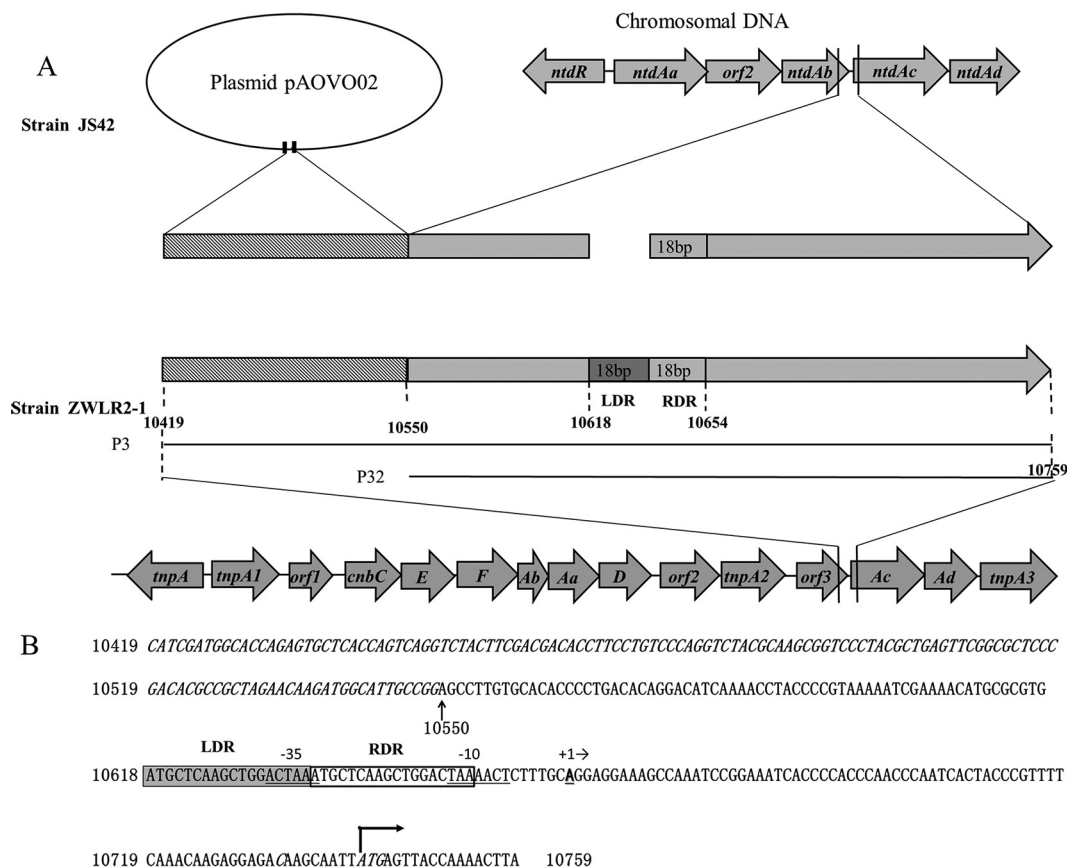 A
Plasmid pAOVO02
Chromosomal DNA
ntdR ntdAa orf2 ntdAb ntdAc ntdAd
Strain JS42
18bp
18bp 18bp
LDR RDR
Strain ZWLR2-1
10419 10550 10618 10654
P3
10759
P32
tnpA tnpA1 orf1 cnbC E F Ab Aa D orf2 tnpA2 orf3 Ac Ad tnpA3
B
10419 CATCGATGGCACCAGAGTGCTCACCAGTCAGGTCTACTTCGACGACACCTTCCTGTCCCAGGTCTACGCAAGCGGTCCCTACGCTGAGTTCGGCGCTCCC
10519 GACACGCCGCTAGAACAAGATGGCATTGCCGGAGCCTTGTGCACACCCCTGACACAGGACATCAAAACCTACCCCGTAAAAATCGAAAACATGCGCGTG
10550
LDR -35 RDR -10 +1→
10618 ATGCTCAAGCTGGACTAAATGCTCAAGCTGGACTAAAACTCTTTGCAGGAGGAAAGCCAAATCCGGAAATCACCCCACCCAACCCAATCACTACCCGTTTT
10719 CAAACAAGAGGAGACAAGCAATTATGAGTTACCAAAACTTA 10759